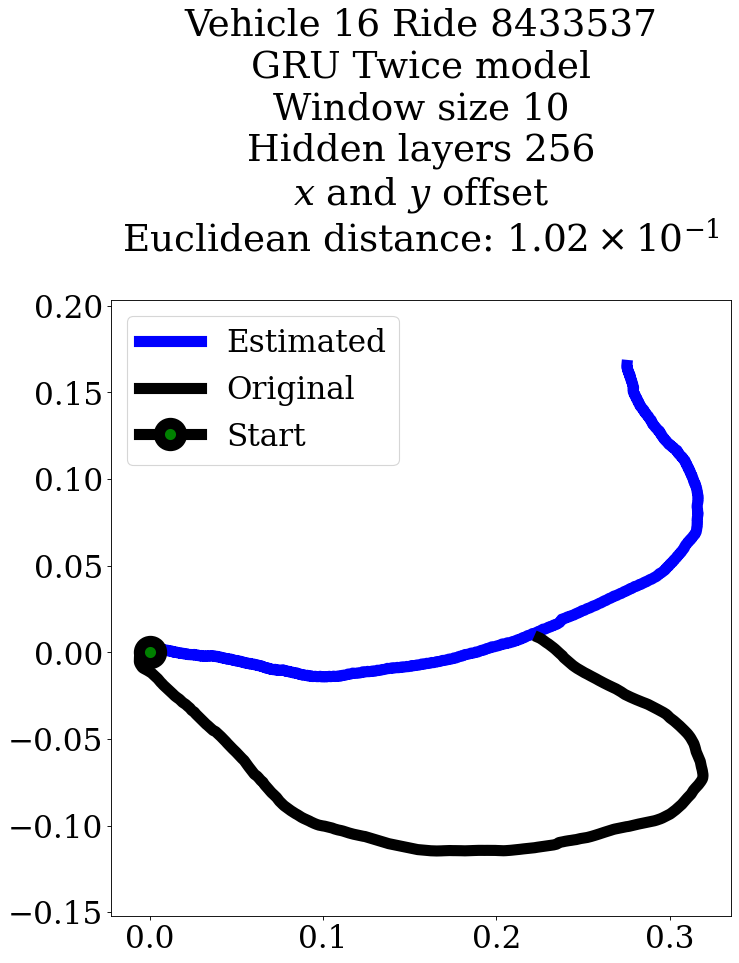 Vehicle 16 Ride 8433537
GRU Twice model
Window size 10
Hidden layers 256
x and y offset
Euclidean distance: 1.02 × 10⁻¹
Estimated
Original
Start
0.20
0.15
0.10
0.05
0.00
−0.05
−0.10
−0.15
0.0 0.1 0.2 0.3